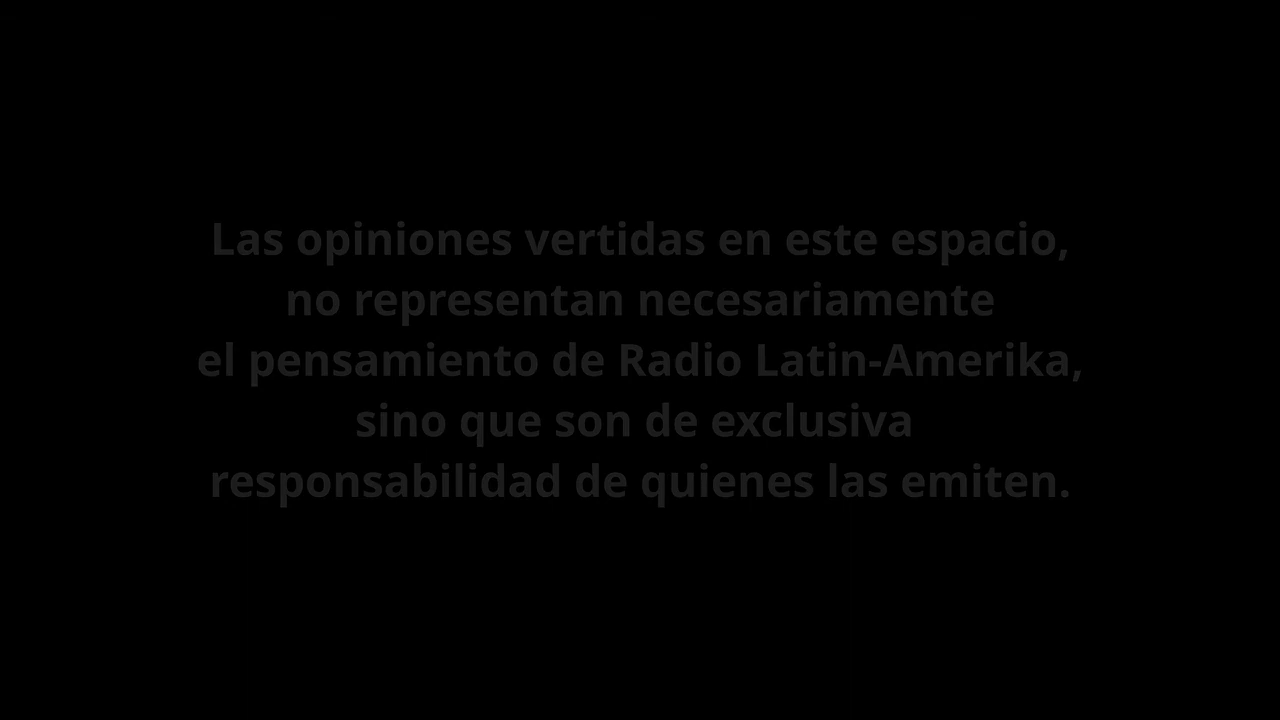 Las opiniones vertidas en este espacio,
no representan necesariamente
el pensamiento de Radio Latin-Amerika,
sino que son de exclusiva
responsabilidad de quienes las emiten.